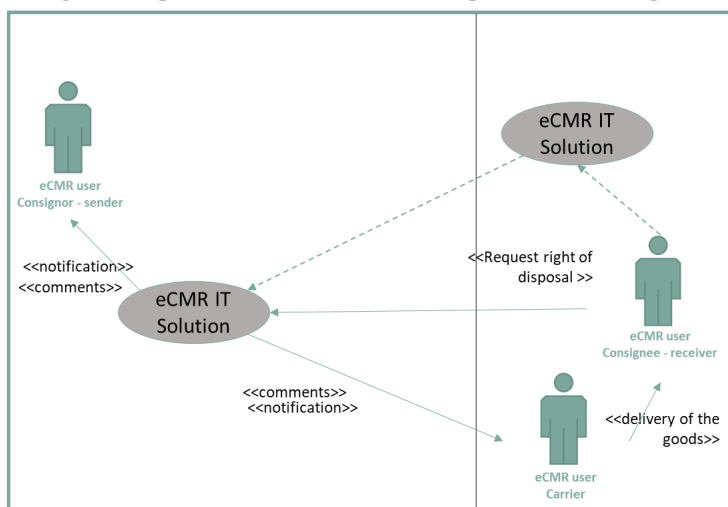 eCMR IT
Solution
eCMR user
Consignor - sender
<<notification>>
<<comments>>
eCMR IT
Solution
<<Request right of
disposal >>
eCMR user
Consignee - receiver
<<comments>>
<<notification>>
<<delivery of the
goods>>
eCMR user
Carrier